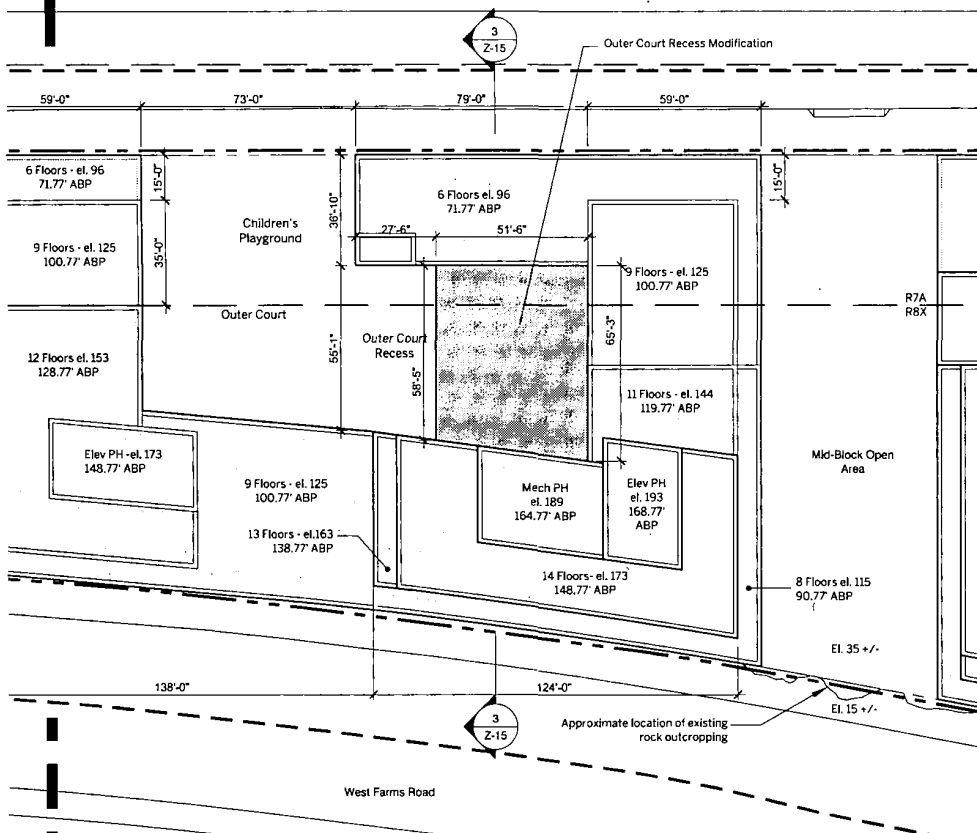 3
Z-15
Outer Court Recess Modification
59'-0"
73'-0"
79'-0"
59'-0"
6 Floors - el. 96
71.77' ABP
15'-0"
9 Floors - el. 125
100.77' ABP
35'-0"
Children's
Playground
36'-10"
6 Floors el. 96
71.77' ABP
15'-0"
27'-6"
51'-6"
9 Floors - el. 125
100.77' ABP
R7A
R8X
Outer Court
Outer Court
Recess
55'-1"
58'-5"
65'-3"
12 Floors el. 153
128.77' ABP
11 Floors - el. 144
119.77' ABP
Elev PH -el. 173
148.77' ABP
9 Floors - el. 125
100.77' ABP
Mech PH
el. 189
164.77' ABP
Elev PH
el. 193
168.77'
ABP
Mid-Block Open
Area
13 Floors - el.163
138.77' ABP
14 Floors- el. 173
148.77' ABP
8 Floors el. 115
90.77' ABP
El. 35 +/-
138'-0"
124'-0"
El. 15 +/-
3
Z-15
Approximate location of existing
rock outcropping
West Farms Road